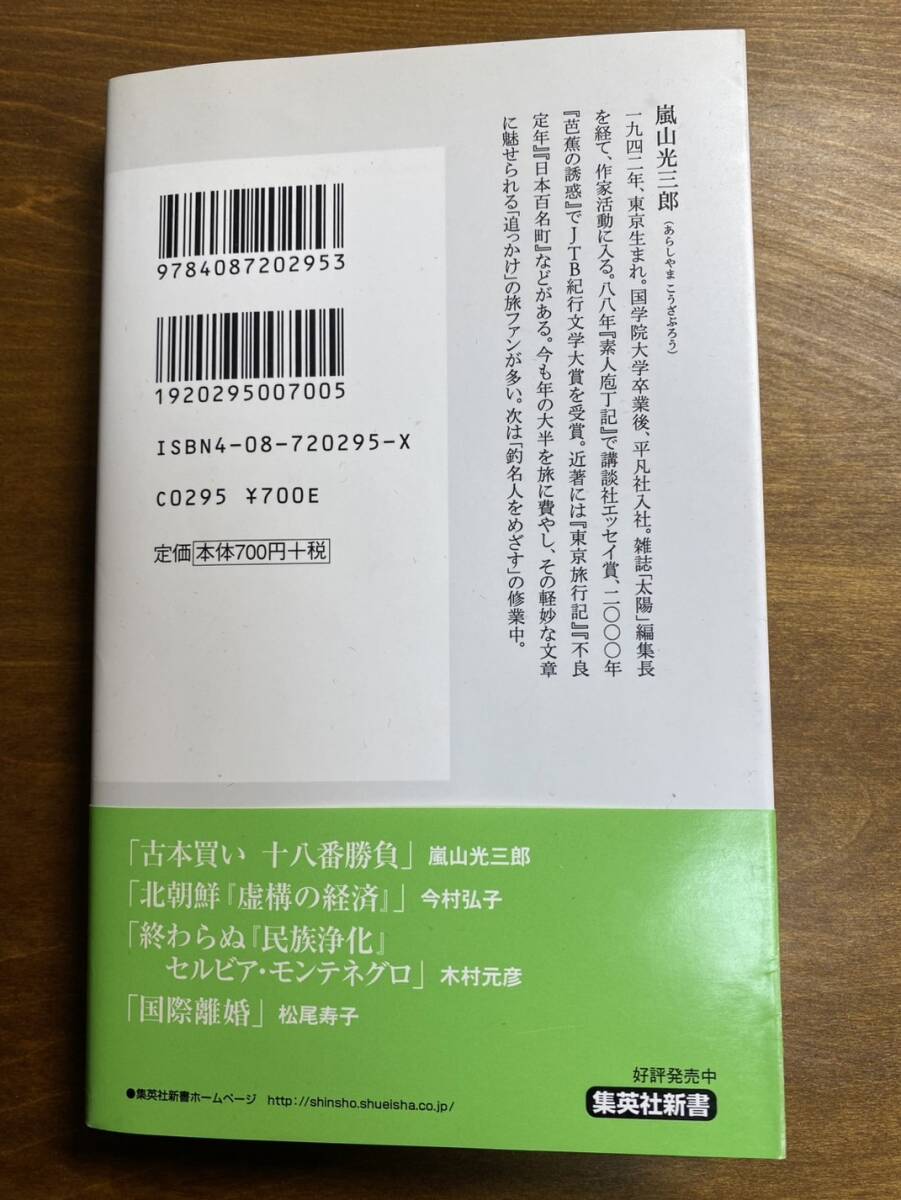 嵐山光三郎(あらしやま こうざぶろう)
一九四二年、東京生まれ。国学院大学卒業後、平凡社入社。雑誌「太陽」編集長
を経て、作家活動に入る。八八年『素人庖丁記』で講談社エッセイ賞、二〇〇〇年
『芭蕉の誘惑』でJTB紀行文学大賞を受賞。近著には『東京旅行記』『不良
定年』『日本百名町』などがある。今も年の大半を旅に費やし、その軽妙な文章
に魅せられる「追っかけ」の旅ファンが多い。次は「釣名人をめざす」の修業中。
9784087202953
1920295007005
ISBN4-08-720295-X
C0295 ¥700E
定価 本体700円+税
「古本買い 十八番勝負」嵐山光三郎
「北朝鮮『虚構の経済』」今村弘子
「終わらぬ『民族浄化』
セルビア・モンテネグロ」木村元彦
「国際離婚」松尾寿子
好評発売中
●集英社新書ホームページ http://shinsho.shueisha.co.jp/
集英社新書